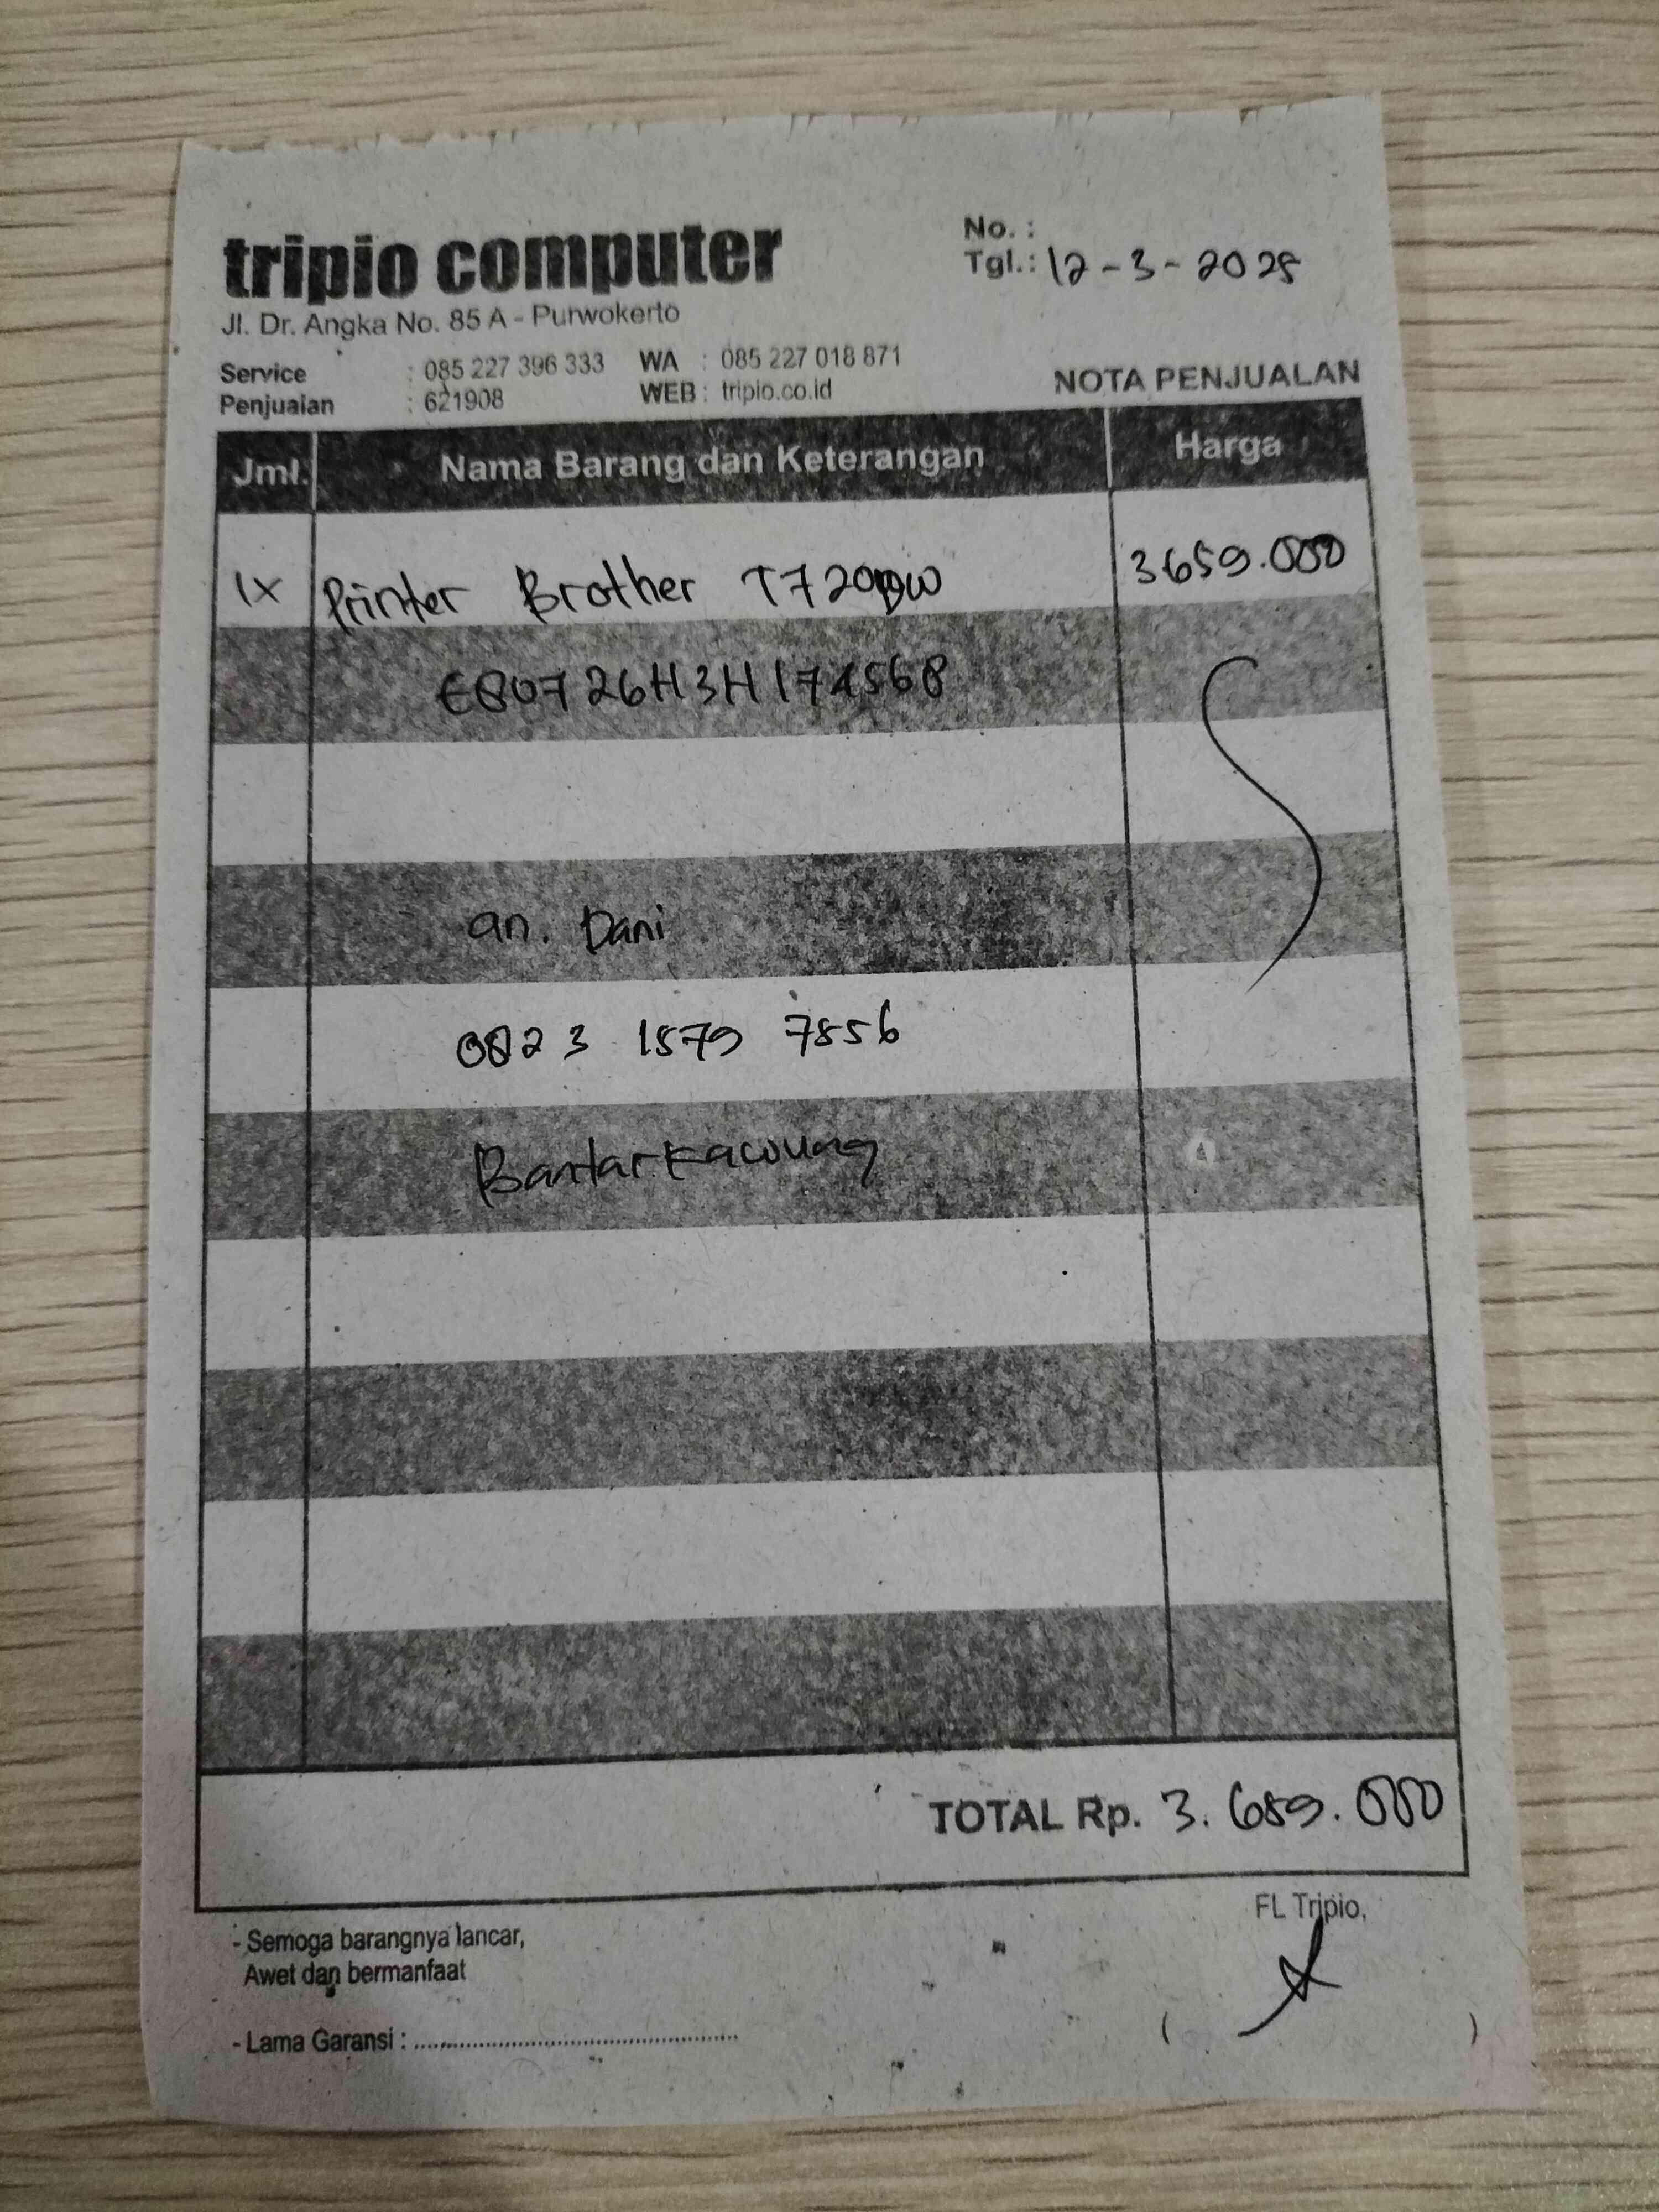 tripio computer
Jl. Dr. Angka No. 85 A - Purwokerto
No. :
Tgl.: 12-3-2025
Service : 085 227 396 333 WA : 085 227 018 871
Penjualan : 621908 WEB : tripio.co.id
NOTA PENJUALAN
Jml. Nama Barang dan Keterangan Harga
1x Printer Brother T720DW 3659.000
E80726H3H174568
an. Dani
0823 1579 7856
Bantarkawung
TOTAL Rp. 3.659.000
- Semoga barangnya lancar,
Awet dan bermanfaat
FL Tripio,
- Lama Garansi : ..........
( )